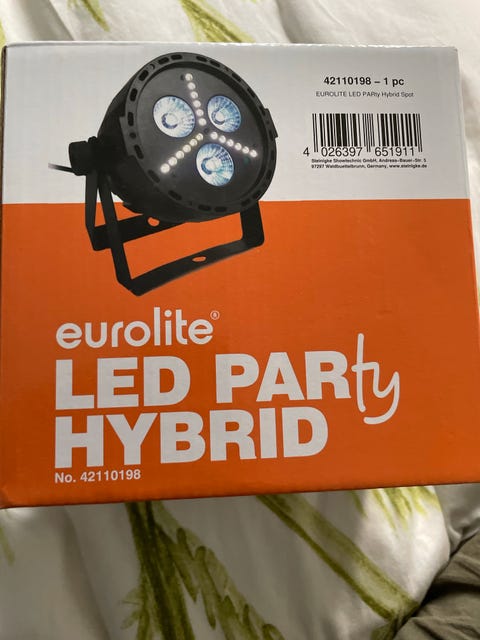 42110198 – 1 pc
EUROLITE LED PARty Hybrid Spot
4 026397 651911
Steinigke Showtechnic GmbH, Andreas-Bauer-Str. 5
97297 Waldbuettelbrunn, Germany, www.steinigke.de
eurolite®
LED PARty
HYBRID
No. 42110198